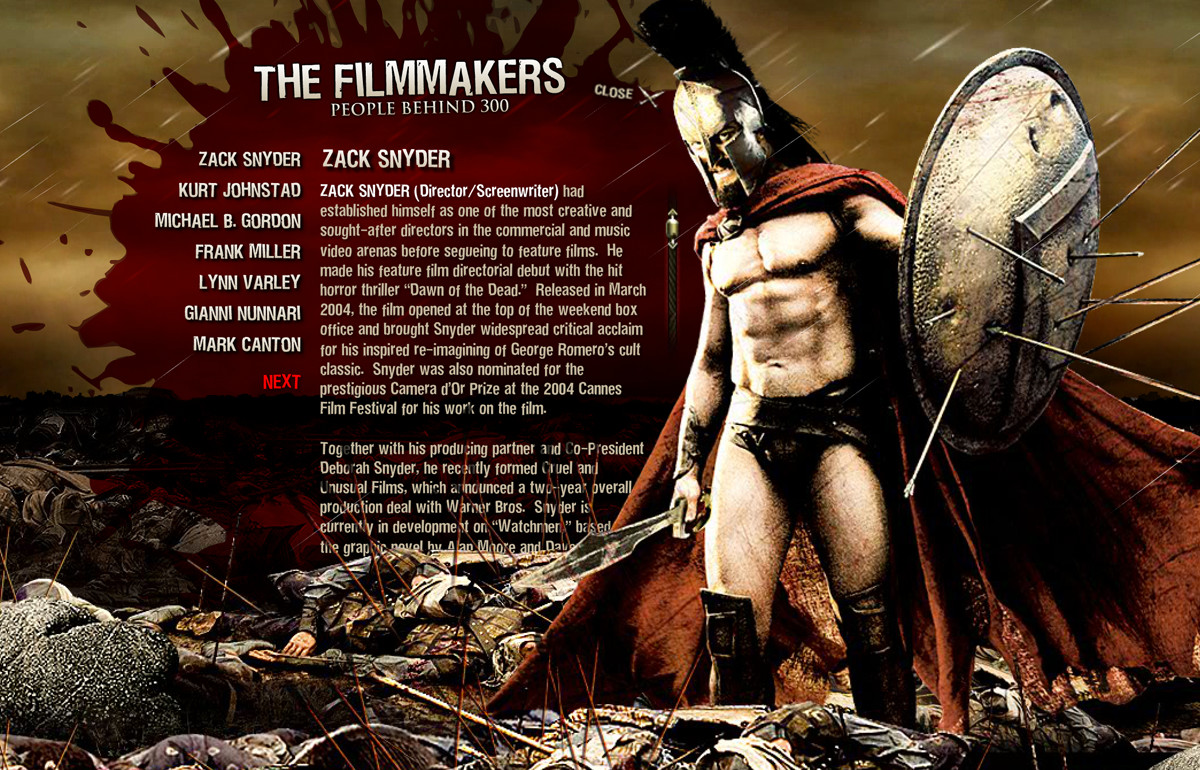 THE FILMMAKERS
PEOPLE BEHIND 300
CLOSE
ZACK SNYDER
KURT JOHNSTAD
MICHAEL B. GORDON
FRANK MILLER
LYNN VARLEY
GIANNI NUNNARI
MARK CANTON
NEXT
ZACK SNYDER
ZACK SNYDER (Director/Screenwriter) had
established himself as one of the most creative and
sought-after directors in the commercial and music
video arenas before segueing to feature films. He
made his feature film directorial debut with the hit
horror thriller “Dawn of the Dead.” Released in March
2004, the film opened at the top of the weekend box
office and brought Snyder widespread critical acclaim
for his inspired re-imagining of George Romero’s cult
classic. Snyder was also nominated for the
prestigious Camera d’Or Prize at the 2004 Cannes
Film Festival for his work on the film.
Together with his producing partner and Co-President
Deborah Snyder, he recently formed Cruel and
Unusual Films, which announced a two-year overall
production deal with Warner Bros. Snyder is
currently in development on “Watchmen” based
the graphic novel by Alan Moore and